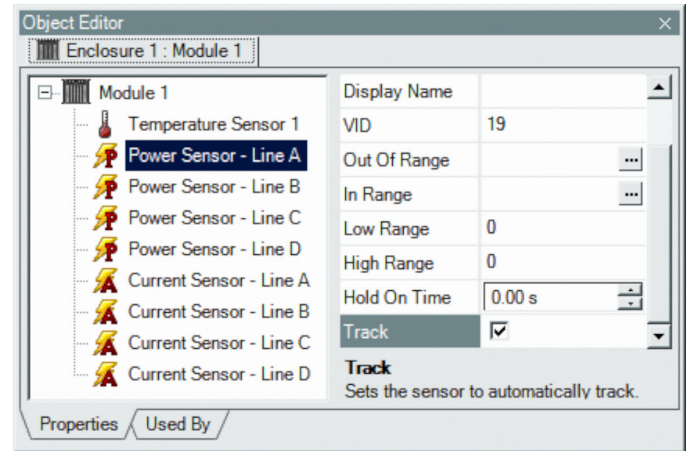 Object Editor
Enclosure 1 : Module 1
Module 1
Temperature Sensor 1
Power Sensor - Line A
Power Sensor - Line B
Power Sensor - Line C
Power Sensor - Line D
Current Sensor - Line A
Current Sensor - Line B
Current Sensor - Line C
Current Sensor - Line D
Display Name
VID 19
Out Of Range ...
In Range ...
Low Range 0
High Range 0
Hold On Time 0.00 s
Track
Track
Sets the sensor to automatically track.
Properties Used By